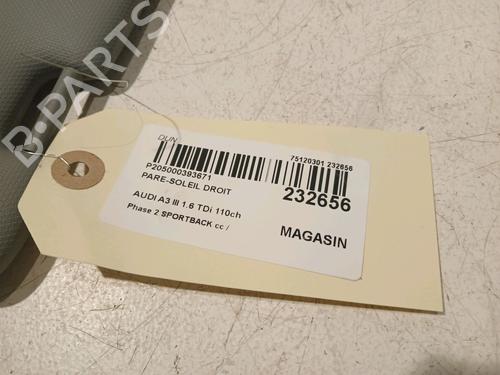 B-PARTS
DUN
75120301 232656
P205000393671
PARE-SOLEIL DROIT
232656
AUDI A3 III 1.6 TDi 110ch
Phase 2 SPORTBACK cc /
MAGASIN